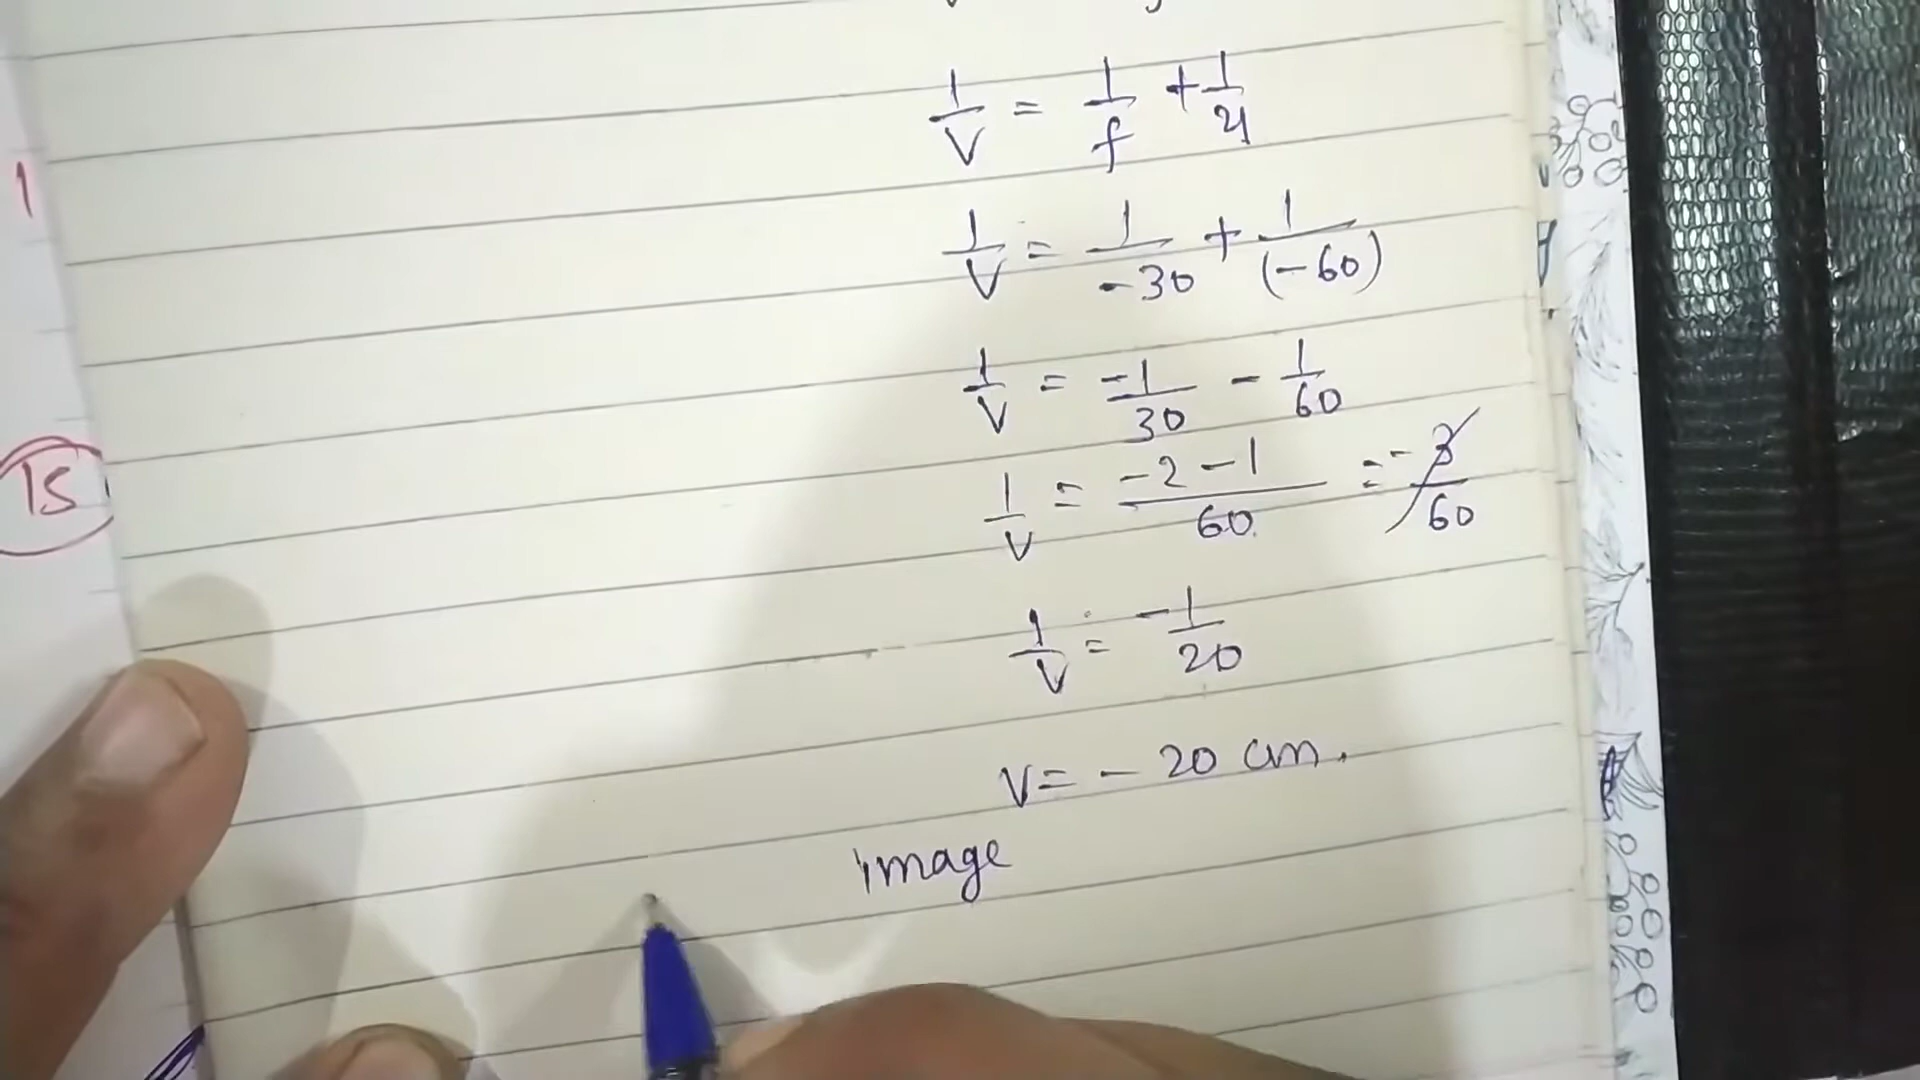 1/V = 1/f + 1/u
1
1/V = 1/-30 + 1/(-60)
1/V = -1/30 - 1/60
15
1/V = -2-1/60 = -3/60
1/V = -1/20
V = - 20 cm.
image